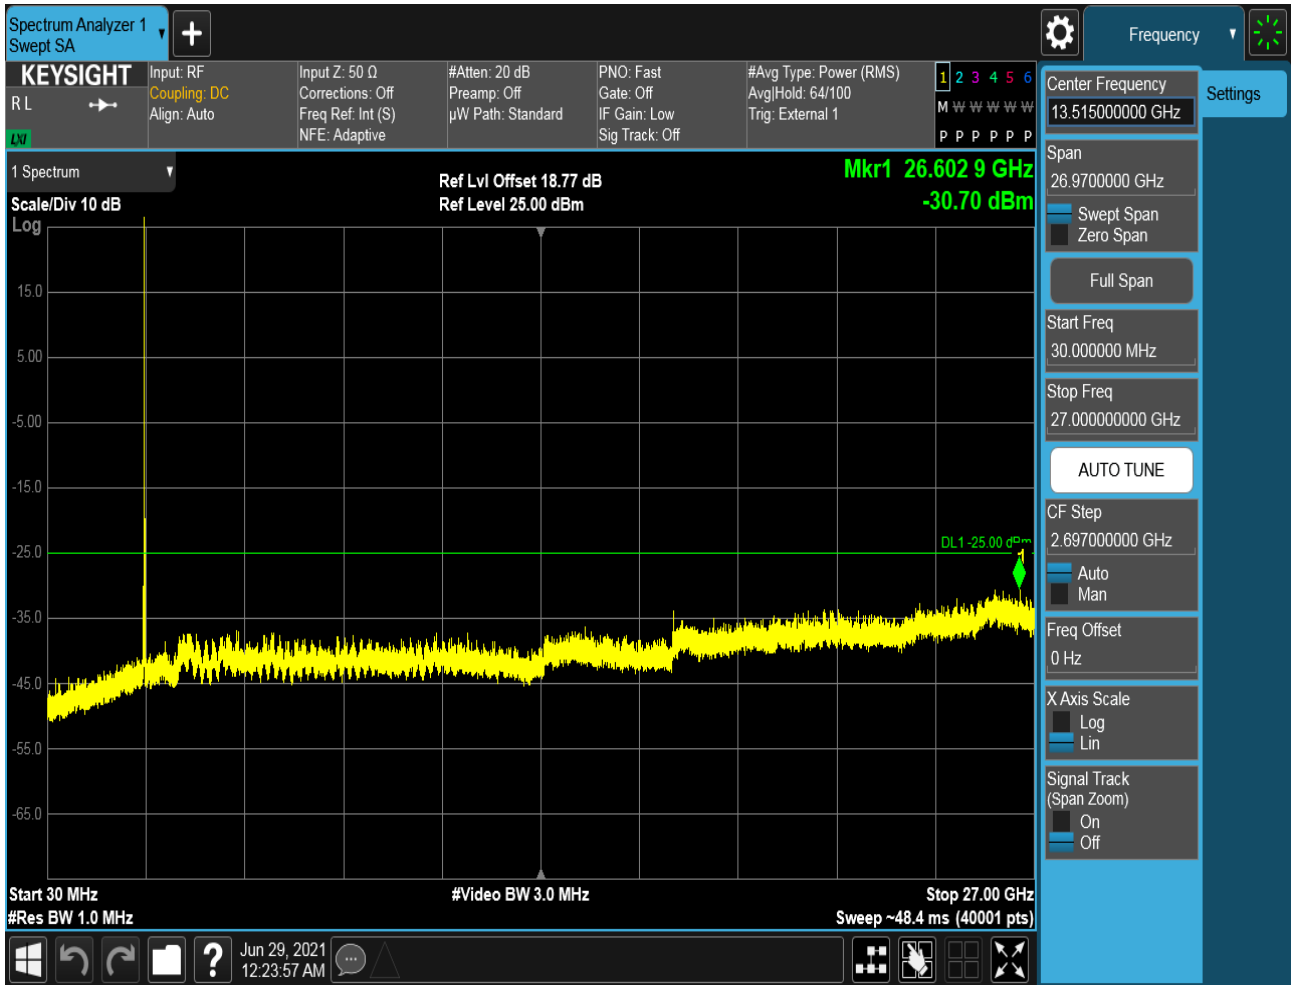 Spectrum Analyzer 1
Swept SA
Frequency
KEYSIGHT
R L
LXI
Input: RF
Coupling: DC
Align: Auto
Input Z: 50 Ω
Corrections: Off
Freq Ref: Int (S)
NFE: Adaptive
#Atten: 20 dB
Preamp: Off
µW Path: Standard
PNO: Fast
Gate: Off
IF Gain: Low
Sig Track: Off
#Avg Type: Power (RMS)
Avg|Hold: 64/100
Trig: External 1
1 2 3 4 5 6
M W W W W W
P P P P P P
1 Spectrum
Scale/Div 10 dB
Log
Ref Lvl Offset 18.77 dB
Ref Level 25.00 dBm
Mkr1 26.602 9 GHz
-30.70 dBm
15.0
5.00
-5.00
-15.0
-25.0
-35.0
-45.0
-55.0
-65.0
DL1 -25.00 dBm
1
Start 30 MHz
#Res BW 1.0 MHz
#Video BW 3.0 MHz
Stop 27.00 GHz
Sweep ~48.4 ms (40001 pts)
Center Frequency
13.515000000 GHz
Settings
Span
26.9700000 GHz
Swept Span
Zero Span
Full Span
Start Freq
30.000000 MHz
Stop Freq
27.000000000 GHz
AUTO TUNE
CF Step
2.697000000 GHz
Auto
Man
Freq Offset
0 Hz
X Axis Scale
Log
Lin
Signal Track
(Span Zoom)
On
Off
?
Jun 29, 2021
12:23:57 AM